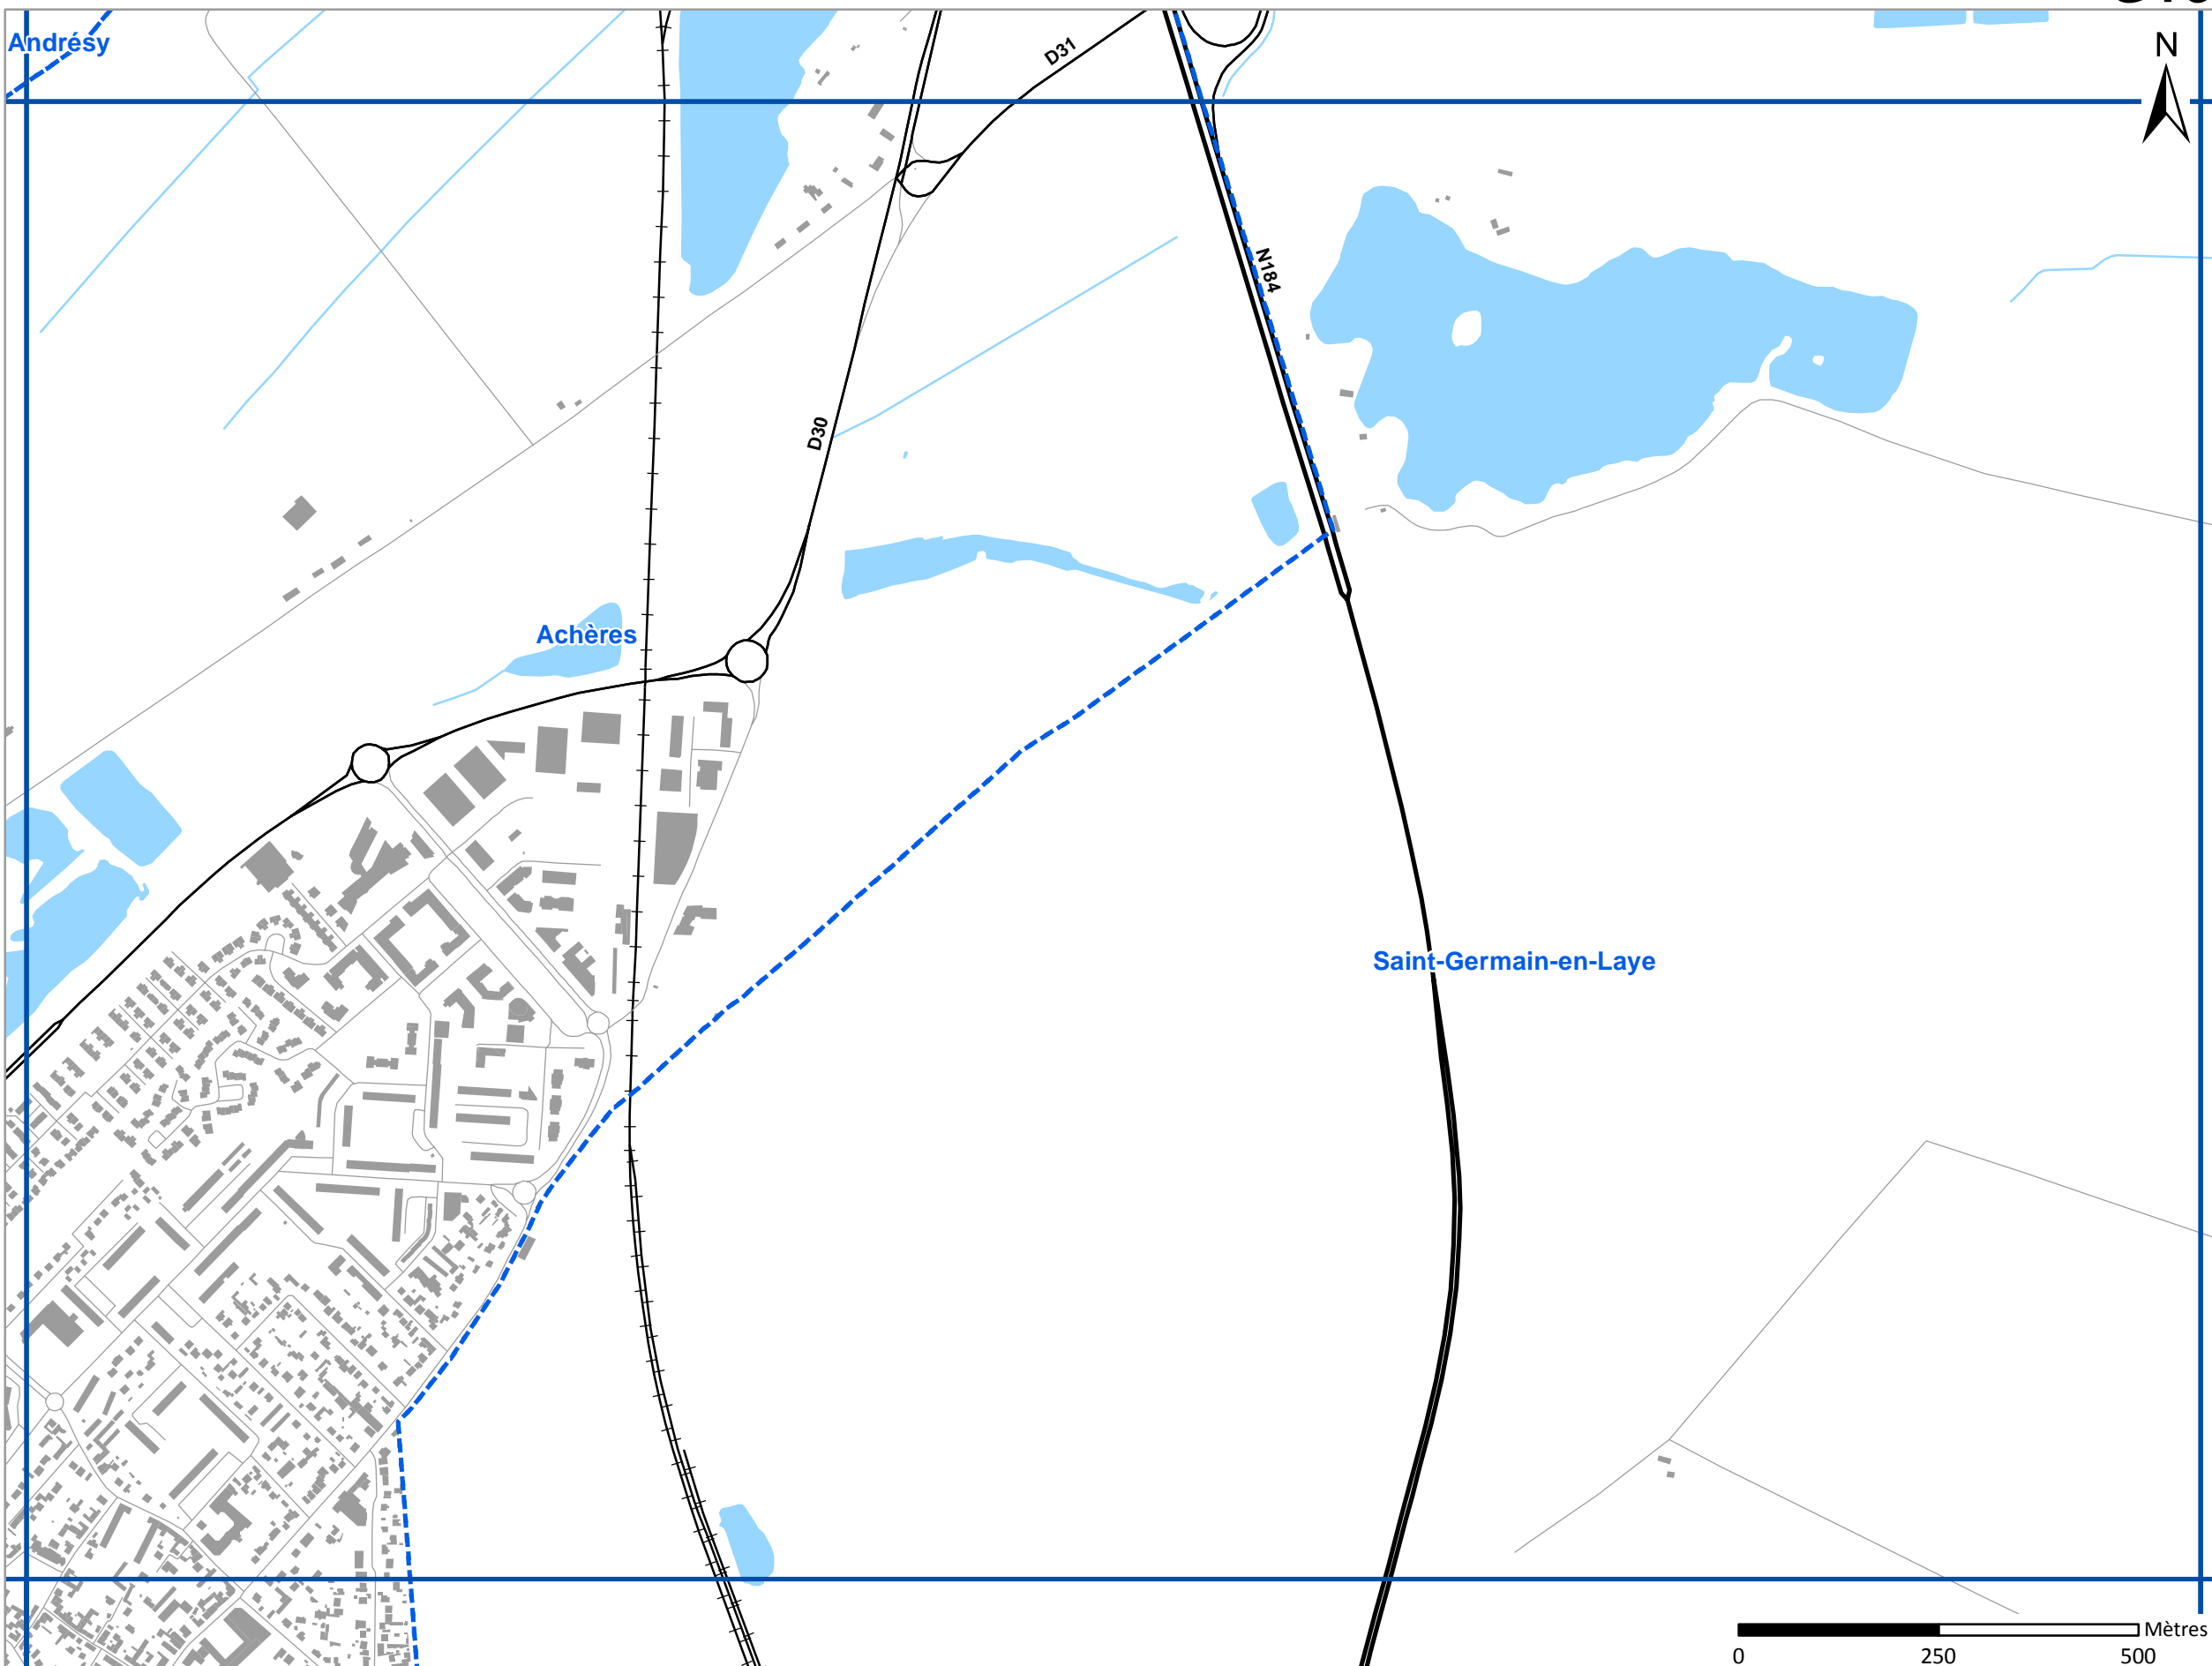 Andrésy
D31
N
N184
D30
Achères
Saint-Germain-en-Laye
Mètres
0 250 500